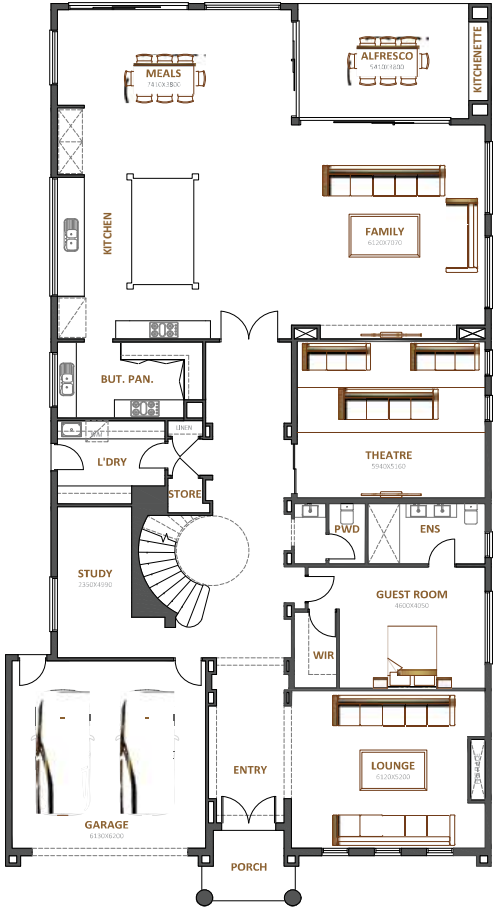 MEALS
7410X3800
ALFRESCO
5410X3800
KITCHENETTE
KITCHEN
FAMILY
6120X7070
BUT. PAN.
L'DRY
LINEN
STORE
THEATRE
5940X5160
PWD
ENS
STUDY
2350X4990
GUEST ROOM
4600X4050
WIR
ENTRY
LOUNGE
6120X5200
GARAGE
6130X6200
PORCH